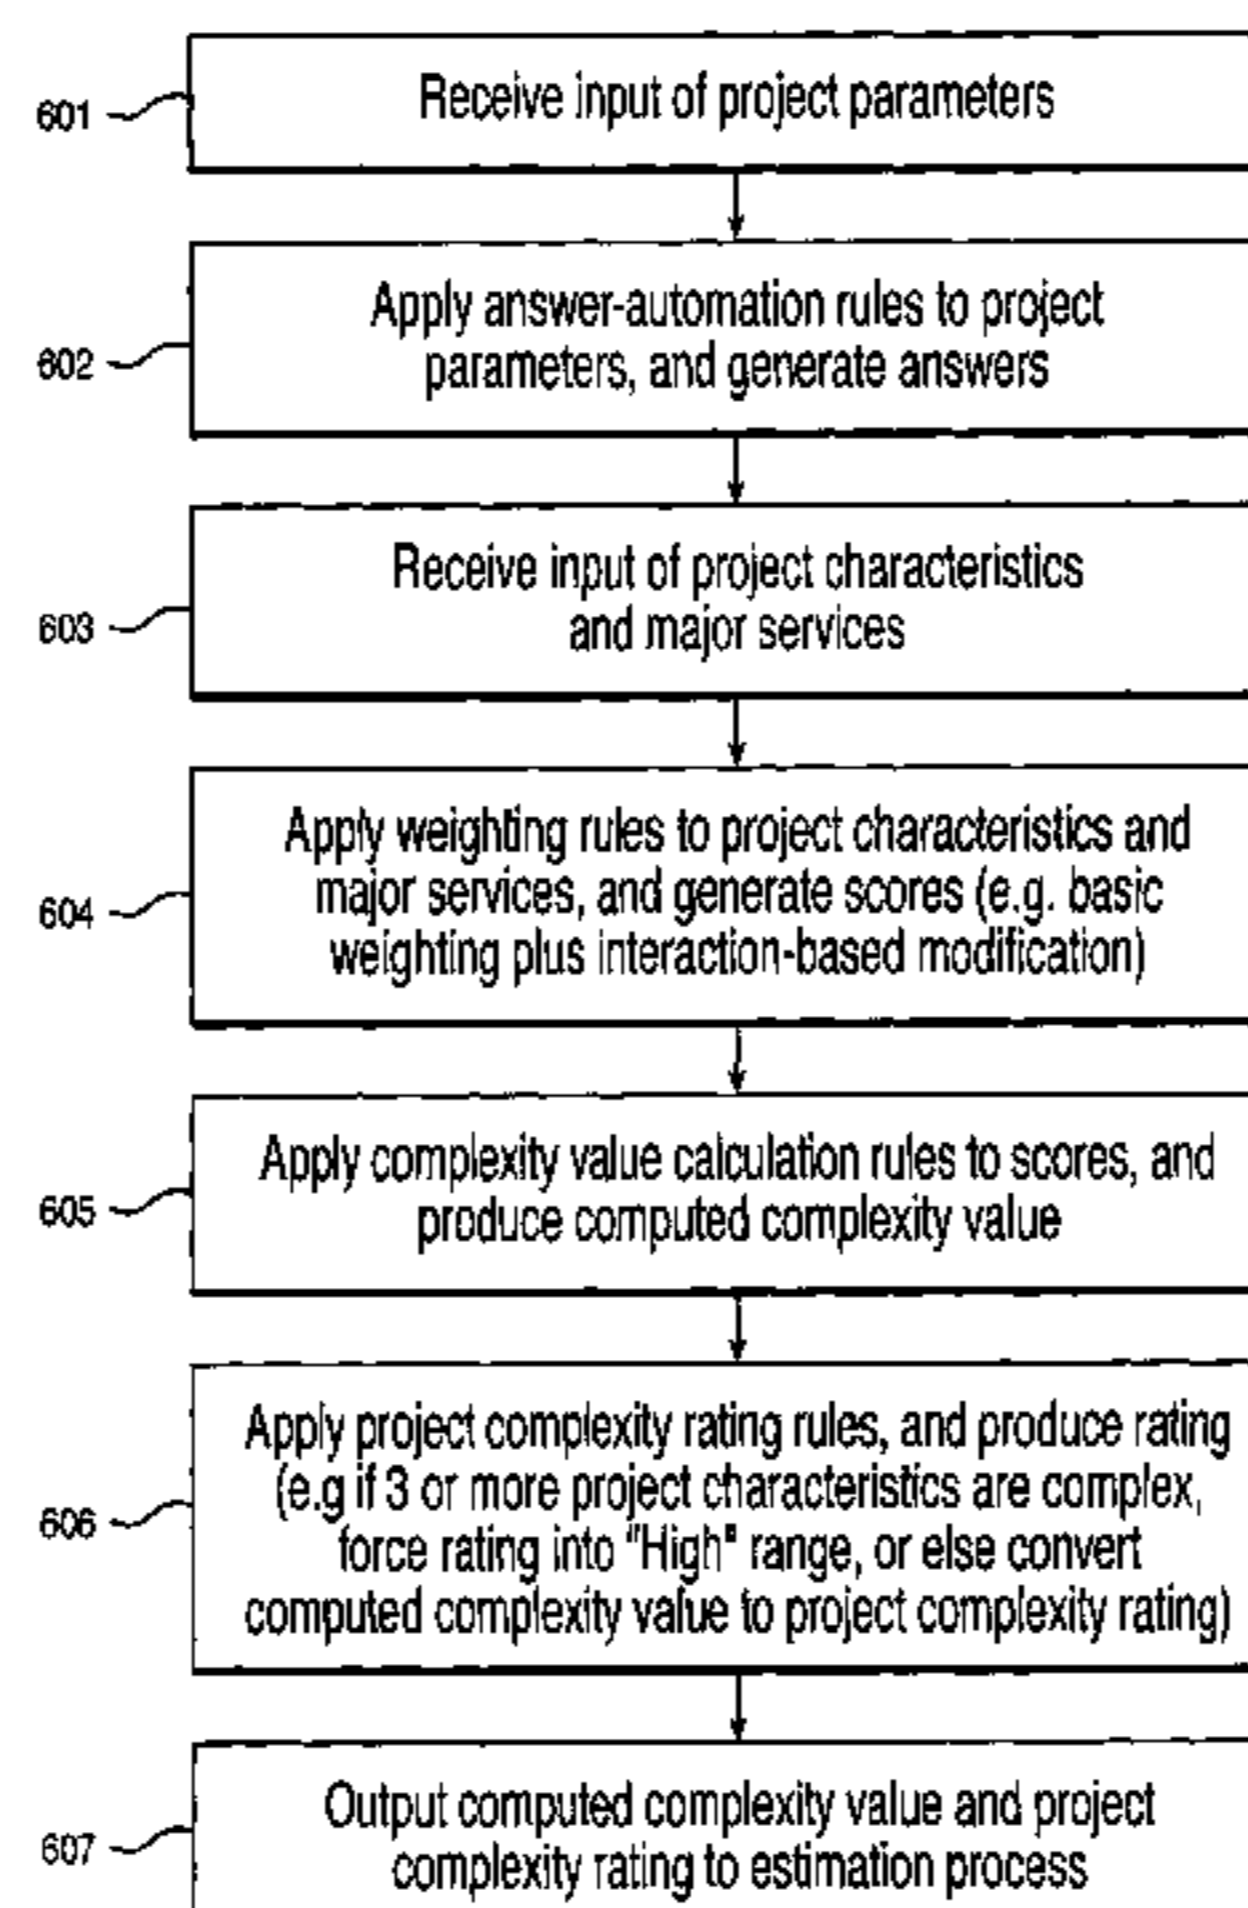 601
Receive input of project parameters
602
Apply answer-automation rules to project
parameters, and generate answers
603
Receive input of project characteristics
and major services
604
Apply weighting rules to project characteristics and
major services, and generate scores (e.g. basic
weighting plus interaction-based modification)
605
Apply complexity value calculation rules to scores, and
produce computed complexity value
606
Apply project complexity rating rules, and produce rating
(e.g if 3 or more project characteristics are complex,
force rating into "High" range, or else convert
computed complexity value to project complexity rating)
607
Output computed complexity value and project
complexity rating to estimation process